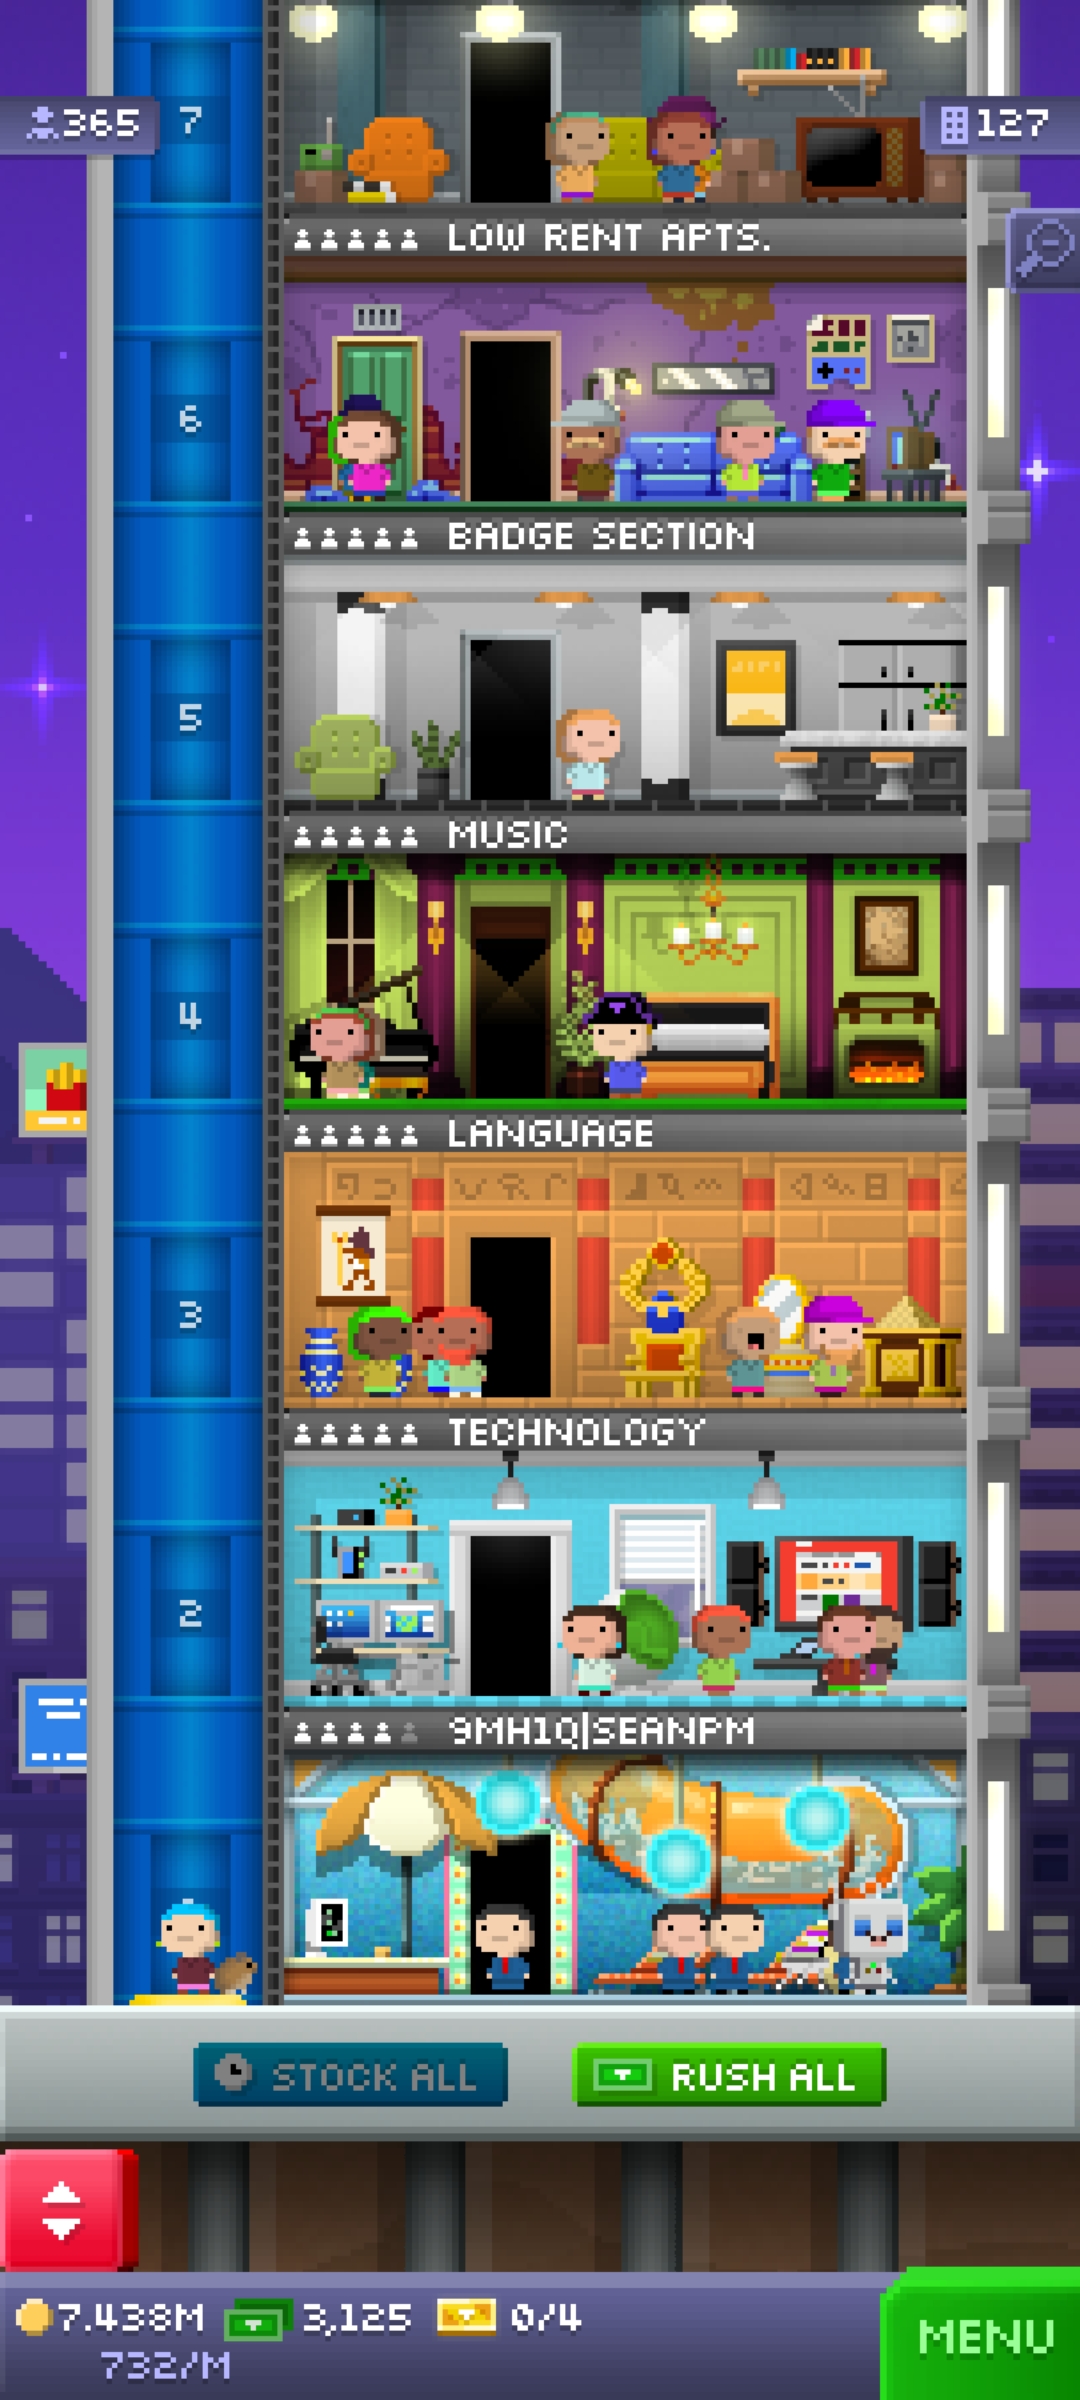 365
7
127
LOW RENT APTS.
6
BADGE SECTION
5
MUSIC
4
LANGUAGE
3
TECHNOLOGY
2
9MH1Q|SEANPM
STOCK ALL
RUSH ALL
7.438M
3,125
0/4
732/M
MENU